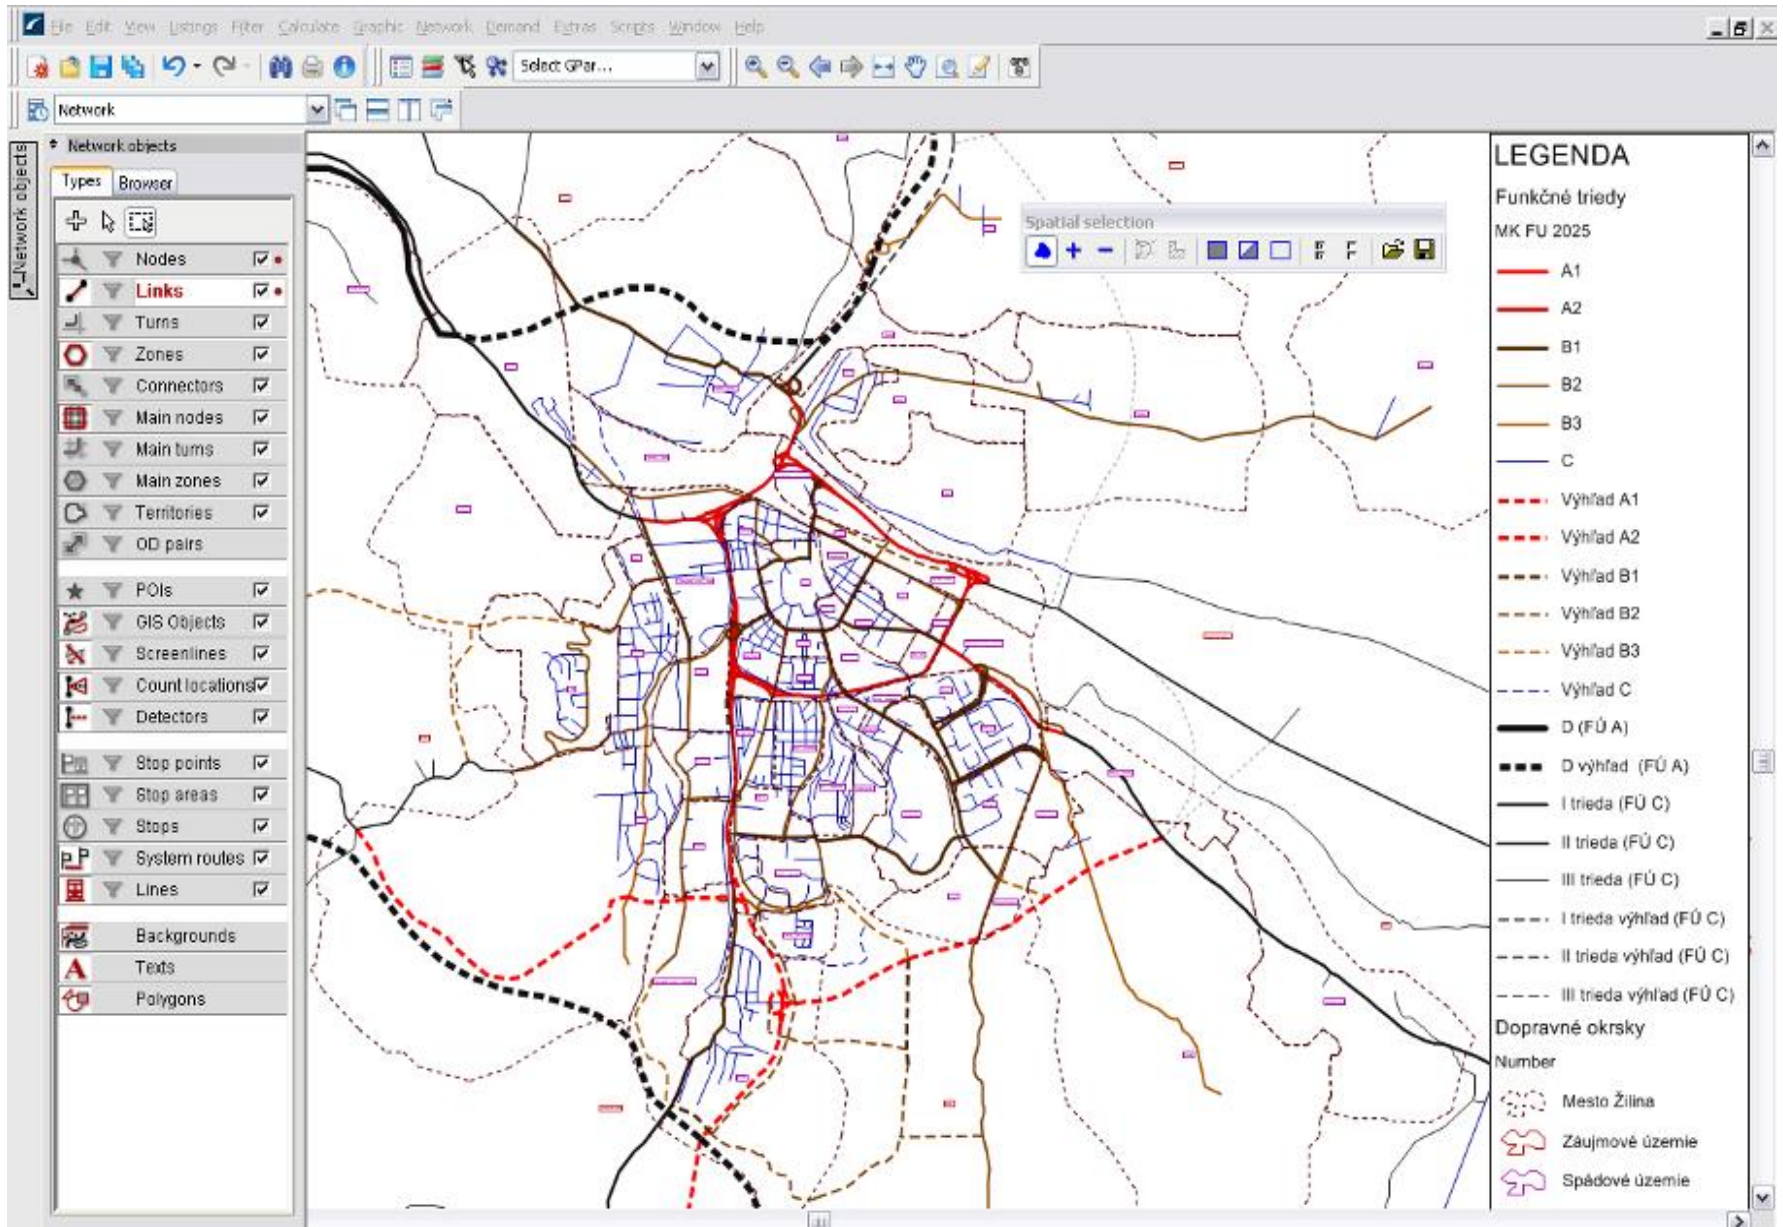 File Edit View Listings Filter Calculate Graphic Network Demand Extras Scripts Window Help
Select GPar...
Network
Network objects
Network objects
Types Browser
Nodes
Links
Turns
Zones
Connectors
Main nodes
Main turns
Main zones
Territories
OD pairs
POIs
GIS Objects
Screenlines
Count locations
Detectors
Stop points
Stop areas
Stops
System routes
Lines
Backgrounds
Texts
Polygons
Spatial selection
LEGENDA
Funkčné triedy
MK FU 2025
A1
A2
B1
B2
B3
C
Výhľad A1
Výhľad A2
Výhľad B1
Výhľad B2
Výhľad B3
Výhľad C
D (FÚ A)
D výhľad (FÚ A)
I trieda (FÚ C)
II trieda (FÚ C)
III trieda (FÚ C)
I trieda výhľad (FÚ C)
II trieda výhľad (FÚ C)
III trieda výhľad (FÚ C)
Dopravné okrsky
Number
Mesto Žilina
Záujmové územie
Spádové územie